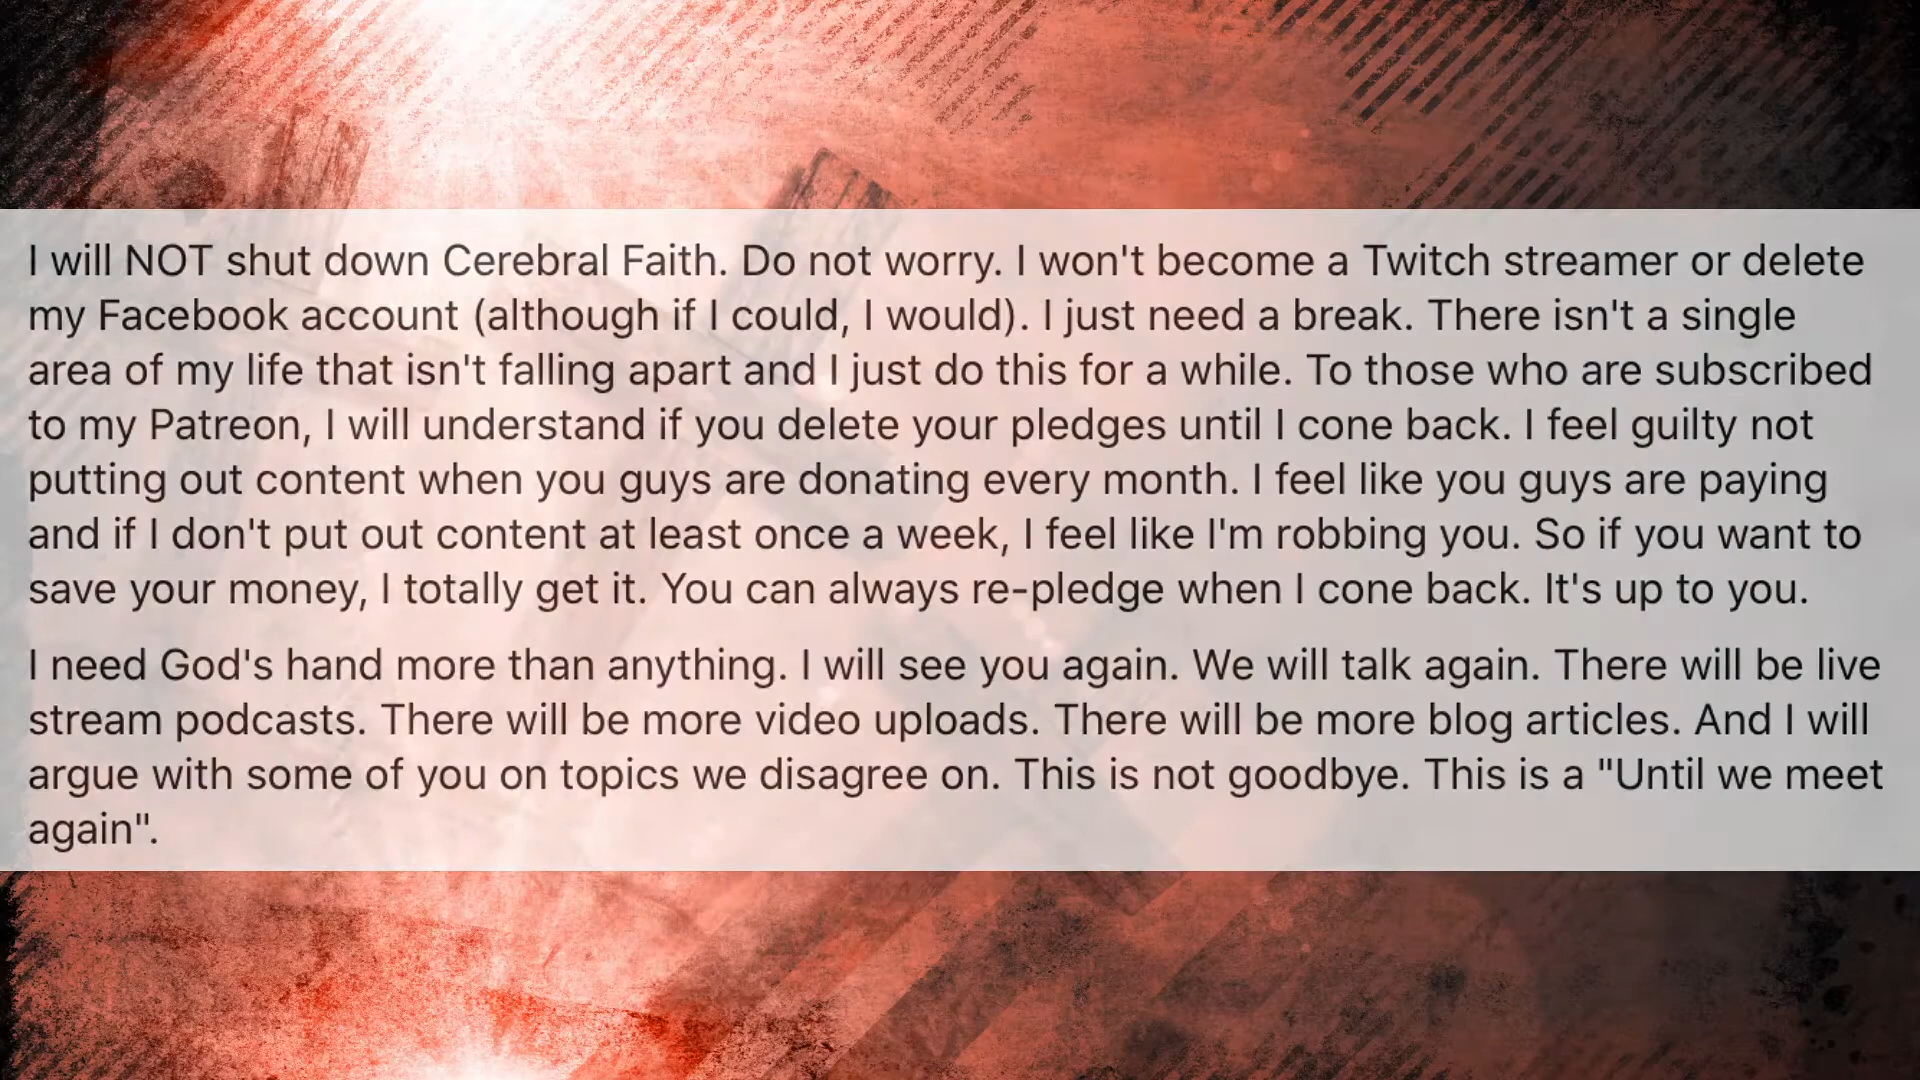 I will NOT shut down Cerebral Faith. Do not worry. I won't become a Twitch streamer or delete
my Facebook account (although if I could, I would). I just need a break. There isn't a single
area of my life that isn't falling apart and I just do this for a while. To those who are subscribed
to my Patreon, I will understand if you delete your pledges until I cone back. I feel guilty not
putting out content when you guys are donating every month. I feel like you guys are paying
and if I don't put out content at least once a week, I feel like I'm robbing you. So if you want to
save your money, I totally get it. You can always re-pledge when I cone back. It's up to you.
I need God's hand more than anything. I will see you again. We will talk again. There will be live
stream podcasts. There will be more video uploads. There will be more blog articles. And I will
argue with some of you on topics we disagree on. This is not goodbye. This is a "Until we meet
again".